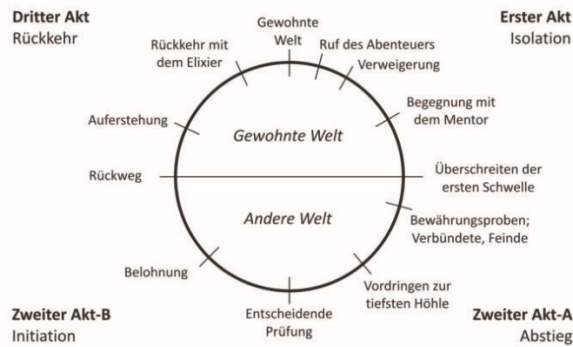 Dritter Akt
Rückkehr
Erster Akt
Isolation
Gewohnte
Welt
Rückkehr mit
dem Elixier
Ruf des Abenteuers
Verweigerung
Begegnung mit
dem Mentor
Auferstehung
Gewohnte Welt
Rückweg
Überschreiten der
ersten Schwelle
Andere Welt
Bewährungsproben;
Verbündete, Feinde
Belohnung
Vordringen zur
tiefsten Höhle
Entscheidende
Prüfung
Zweiter Akt-B
Initiation
Zweiter Akt-A
Abstieg